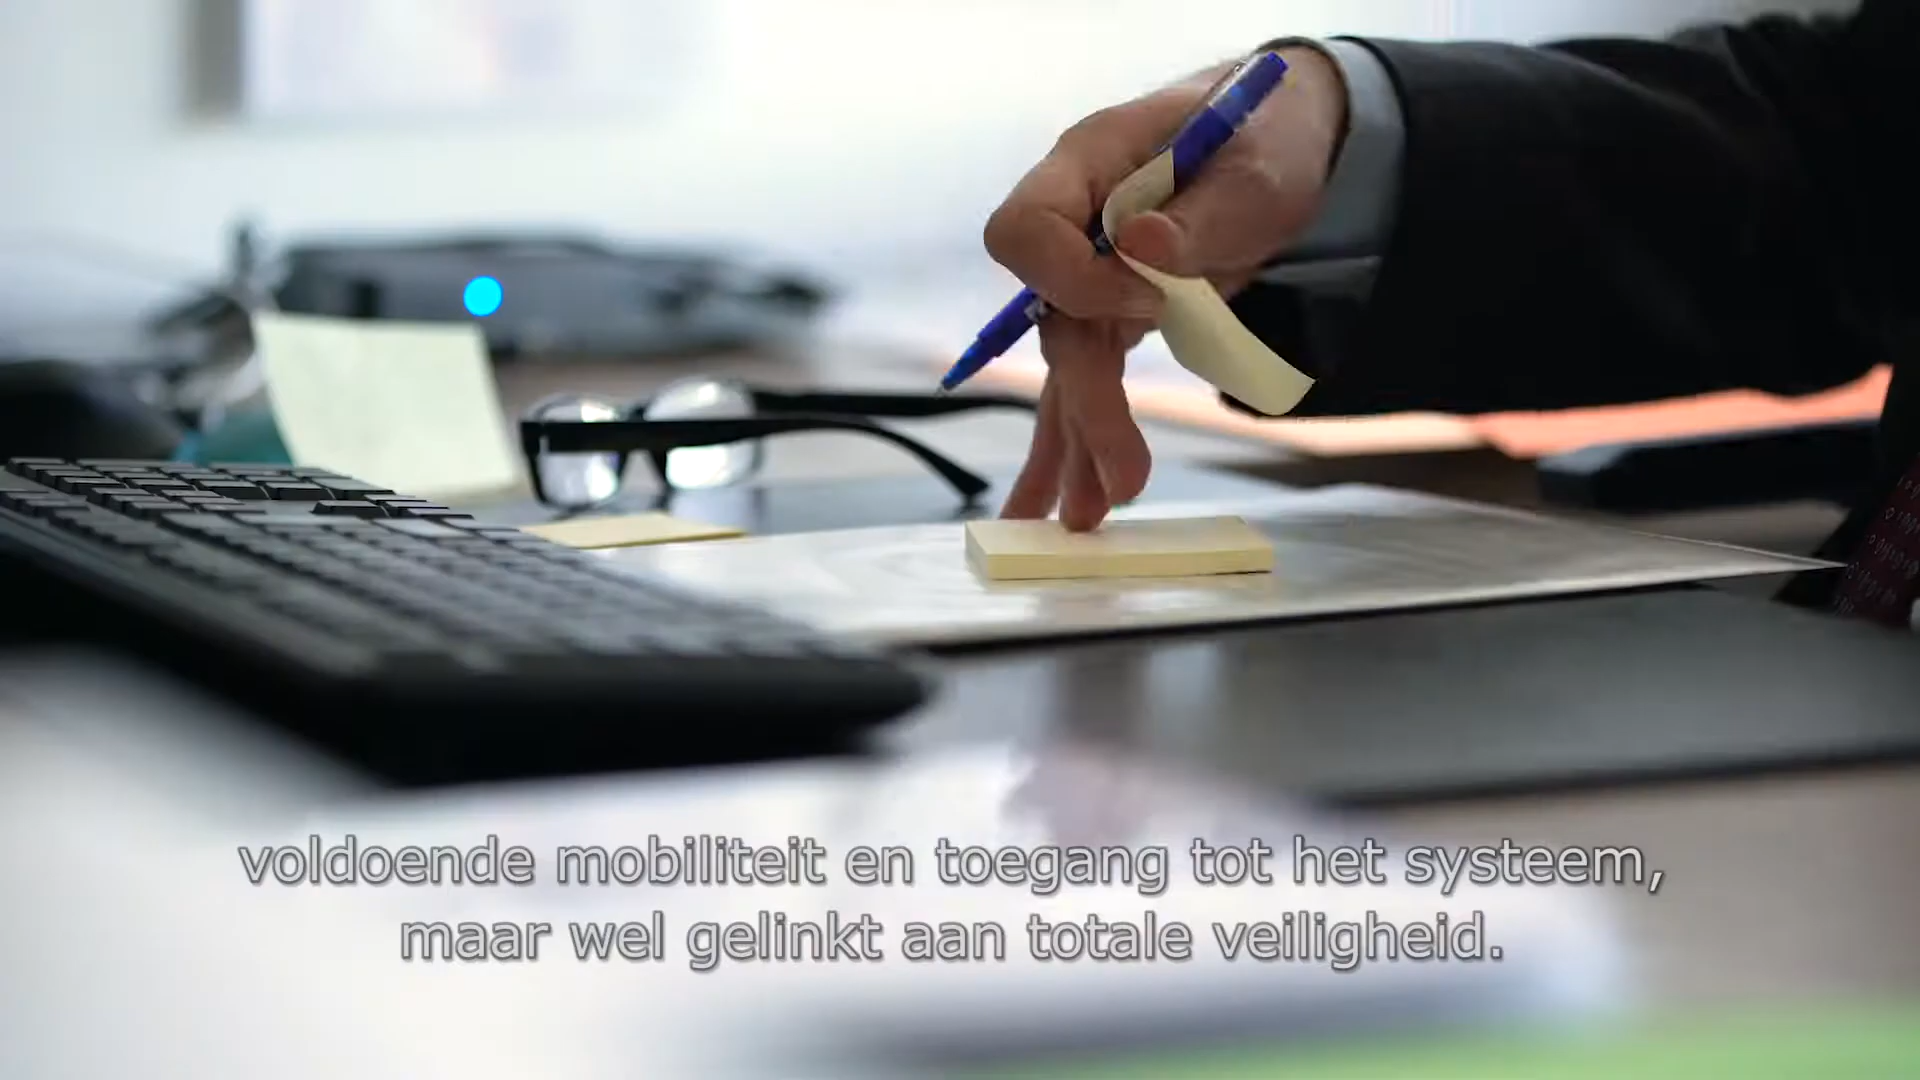 voldoende mobiliteit en toegang tot het systeem,
maar wel gelinkt aan totale veiligheid.